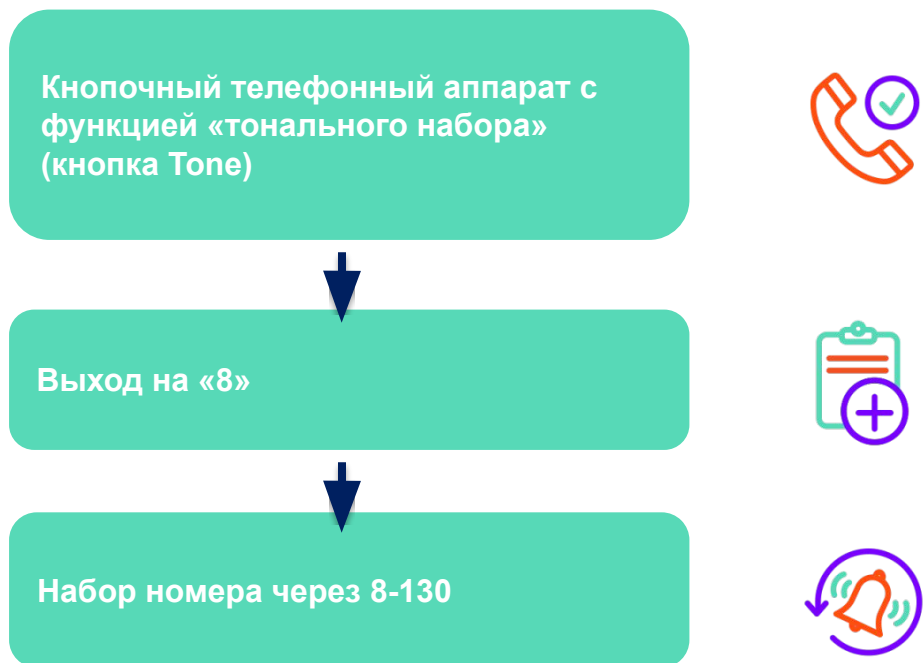 Кнопочный телефонный аппарат с
функцией «тонального набора»
(кнопка Tone)
Выход на «8»
Набор номера через 8-130